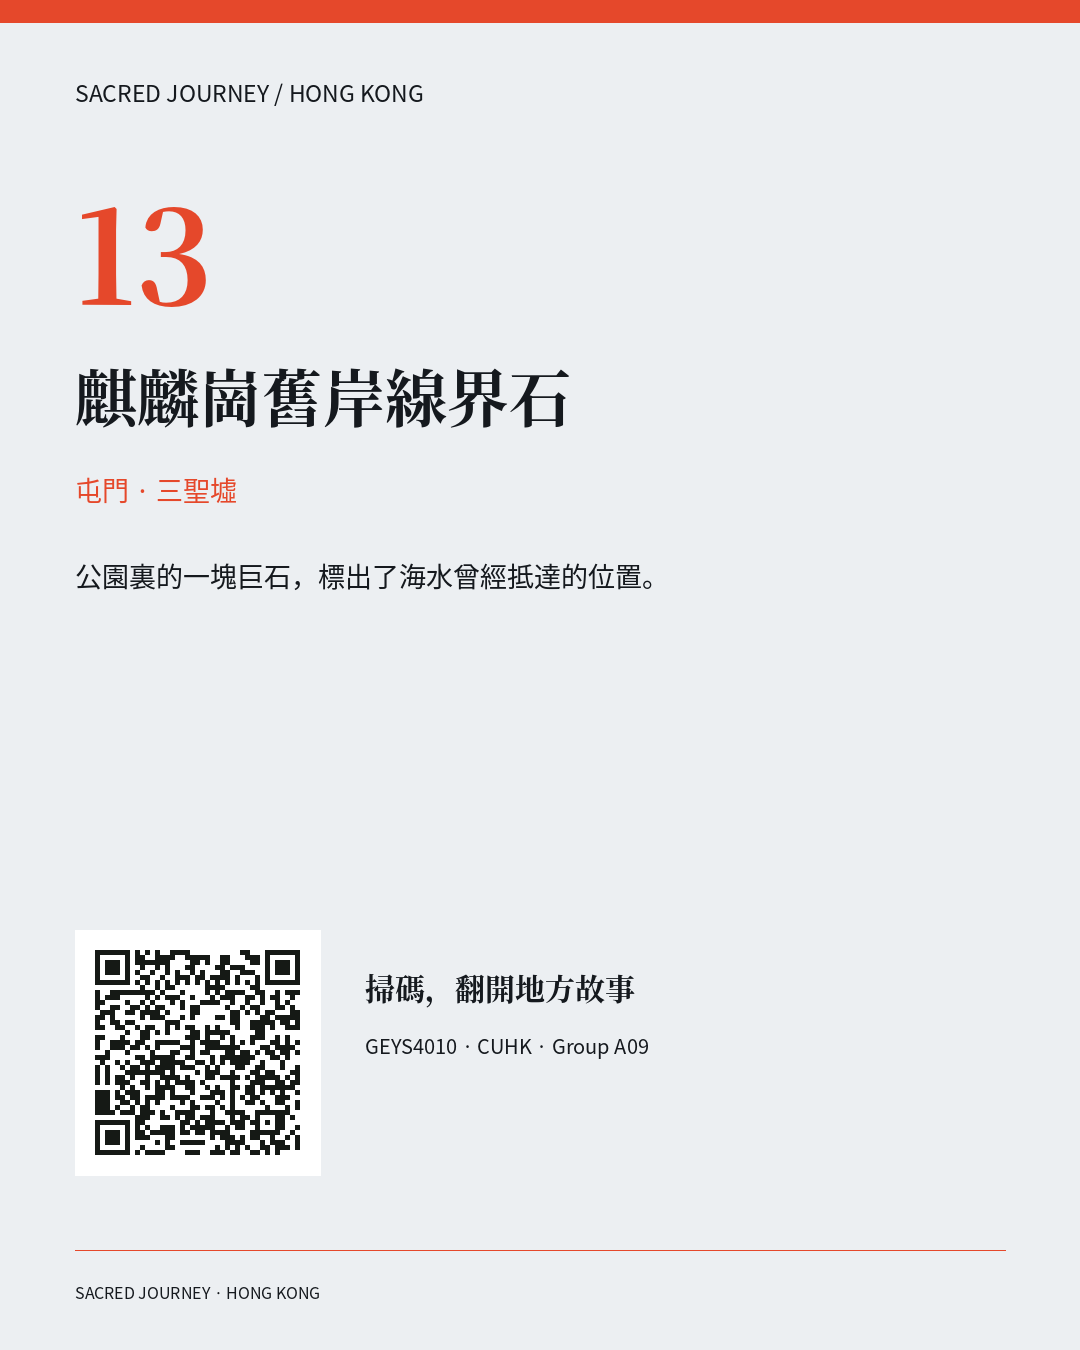 SACRED JOURNEY / HONG KONG
13
麒麟崗舊岸線界石
屯門 · 三聖墟
公園裏的一塊巨石，標出了海水曾經抵達的位置。
掃碼，翻開地方故事
GEYS4010 · CUHK · Group A09
SACRED JOURNEY · HONG KONG